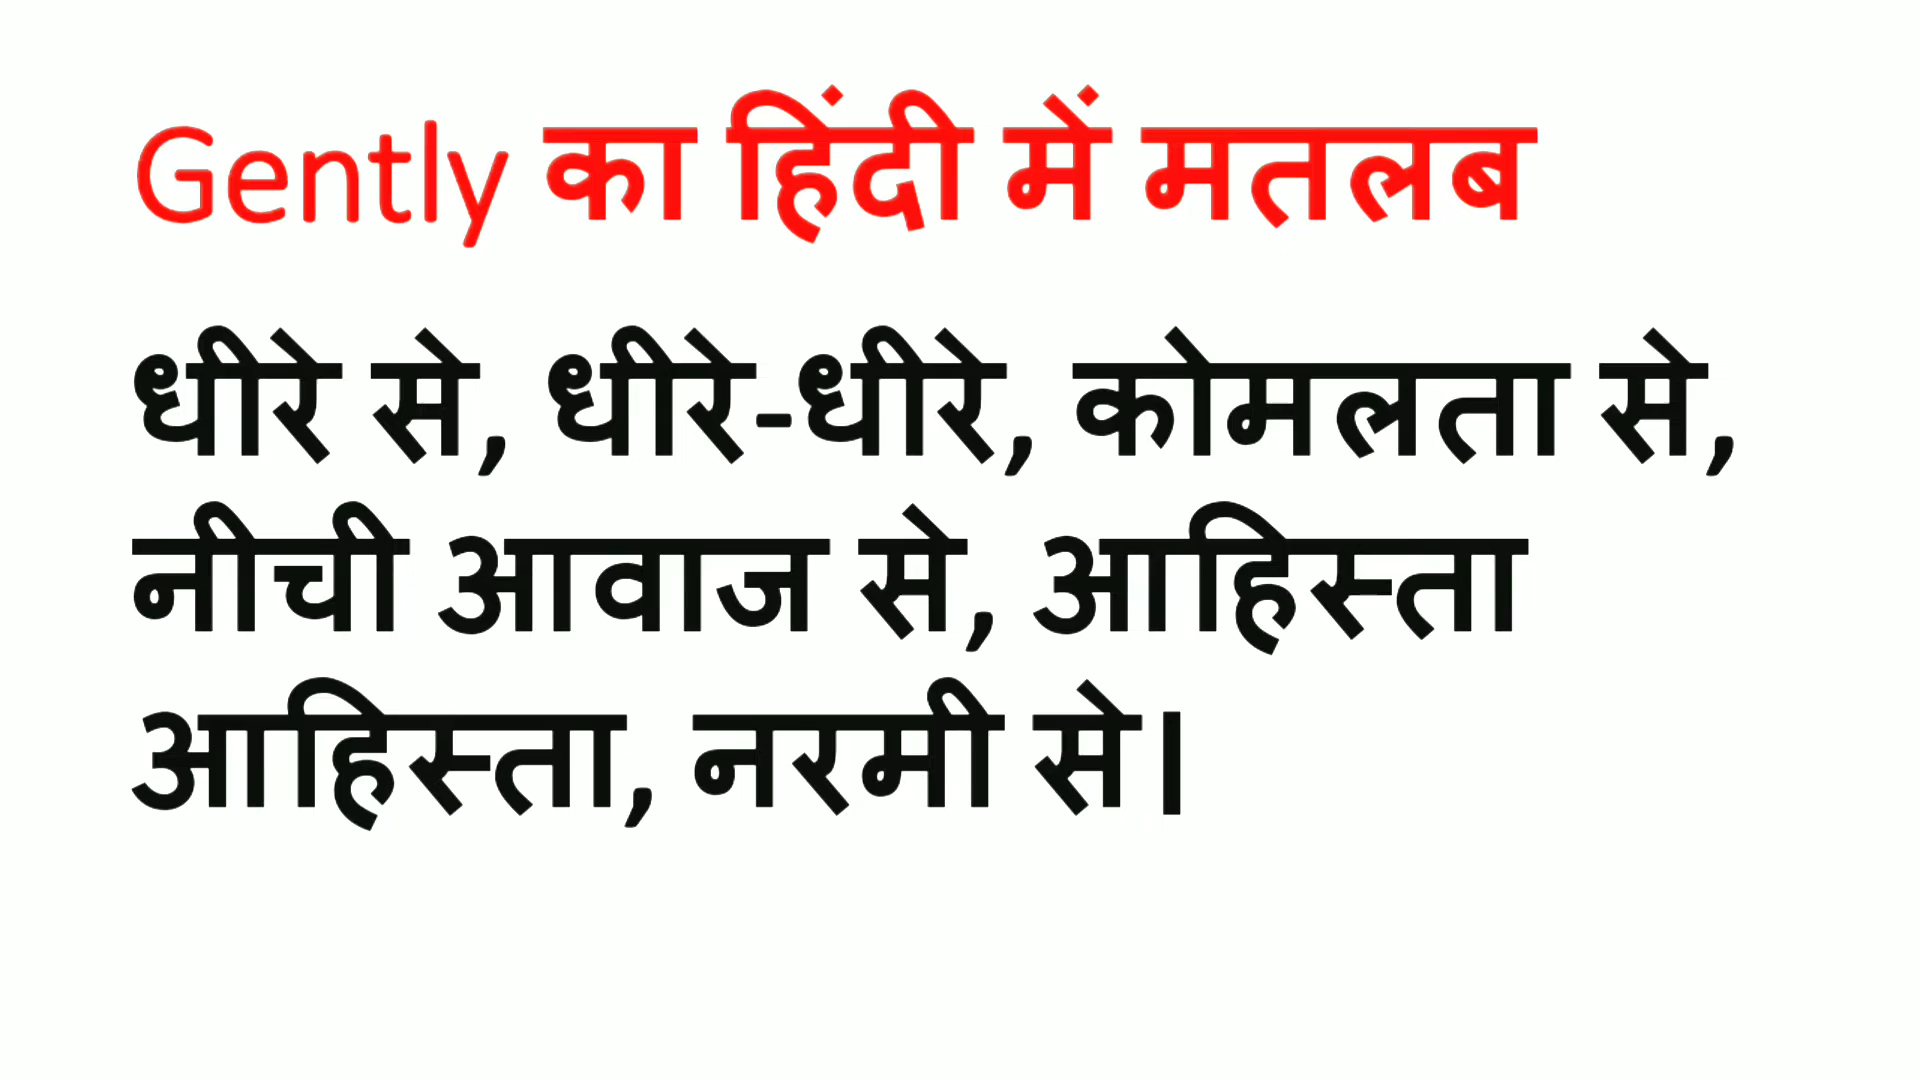 Gently का हिंदी में मतलब
धीरे से, धीरे-धीरे, कोमलता से,
नीची आवाज से, आहिस्ता
आहिस्ता, नरमी से।